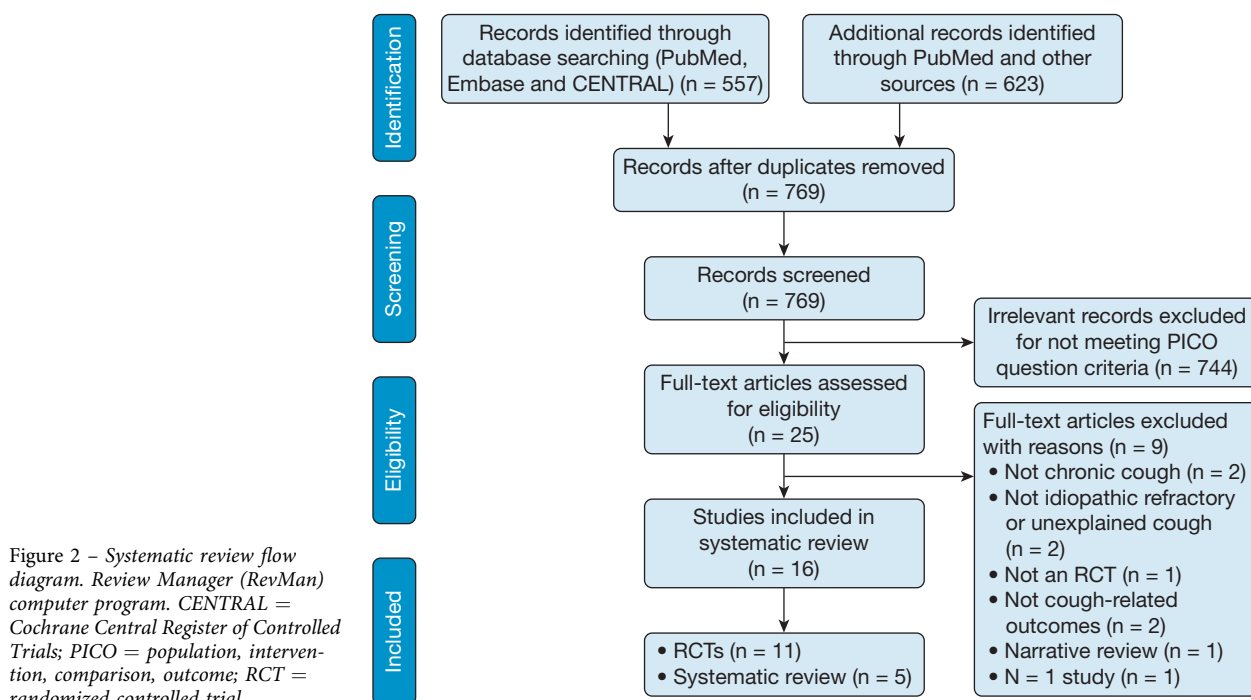 Identification
Records identified through
database searching (PubMed,
Embase and CENTRAL) (n = 557)
Additional records identified
through PubMed and other
sources (n = 623)
Records after duplicates removed
(n = 769)
Screening
Records screened
(n = 769)
Irrelevant records excluded
for not meeting PICO
question criteria (n = 744)
Eligibility
Full-text articles assessed
for eligibility
(n = 25)
Full-text articles excluded
with reasons (n = 9)
• Not chronic cough (n = 2)
• Not idiopathic refractory
or unexplained cough
(n = 2)
• Not an RCT (n = 1)
• Not cough-related
outcomes (n = 2)
• Narrative review (n = 1)
• N = 1 study (n = 1)
Studies included in
systematic review
(n = 16)
Included
• RCTs (n = 11)
• Systematic review (n = 5)
Figure 2 – Systematic review flow
diagram. Review Manager (RevMan)
computer program. CENTRAL =
Cochrane Central Register of Controlled
Trials; PICO = population, interven-
tion, comparison, outcome; RCT =
randomized controlled trial